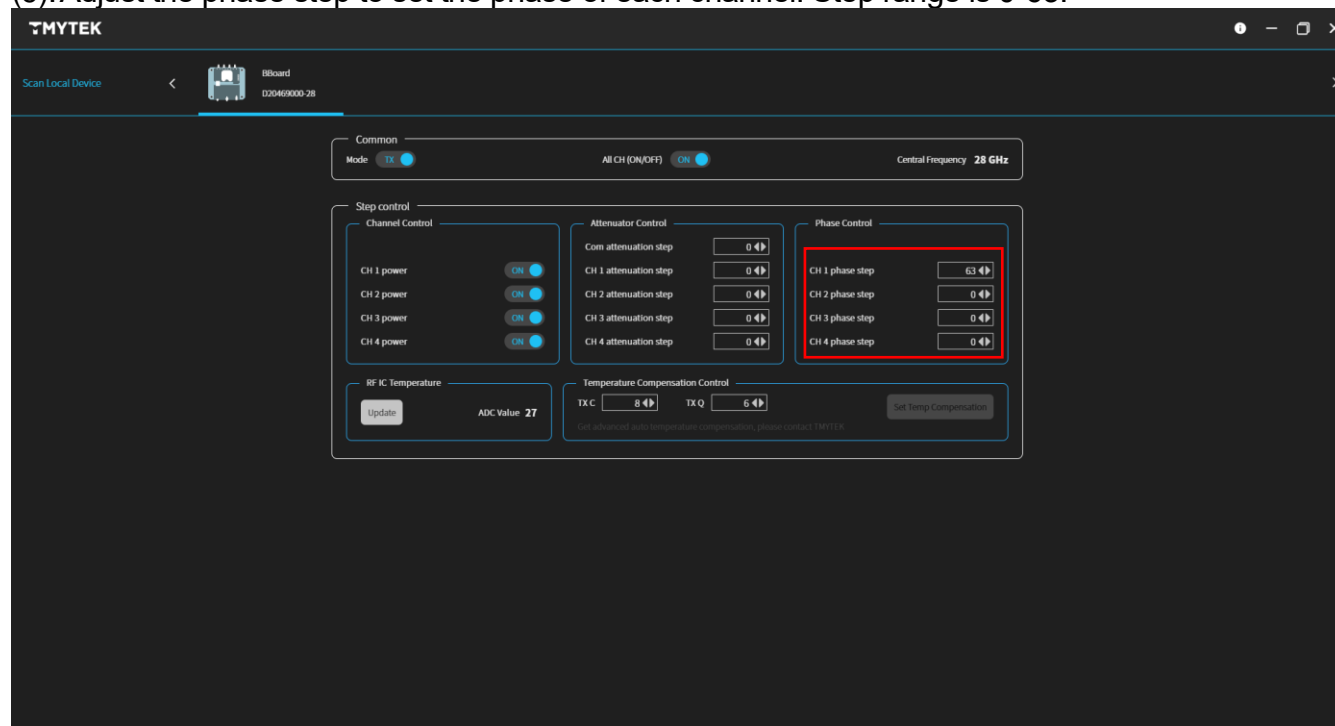 TMYTEK
Scan Local Device
BBoard
D20469000-28
Common
Mode TX All CH (ON/OFF) ON Central Frequency 28 GHz
Step control
Channel Control Attenuator Control Phase Control
Com attenuation step 0
CH 1 power ON CH 1 attenuation step 0 CH 1 phase step 63
CH 2 power ON CH 2 attenuation step 0 CH 2 phase step 0
CH 3 power ON CH 3 attenuation step 0 CH 3 phase step 0
CH 4 power ON CH 4 attenuation step 0 CH 4 phase step 0
RF IC Temperature Temperature Compensation Control
Update ADC Value 27 TX C 8 TX Q 6 Set Temp Compensation
Get advanced auto temperature compensation, please contact TMYTEK